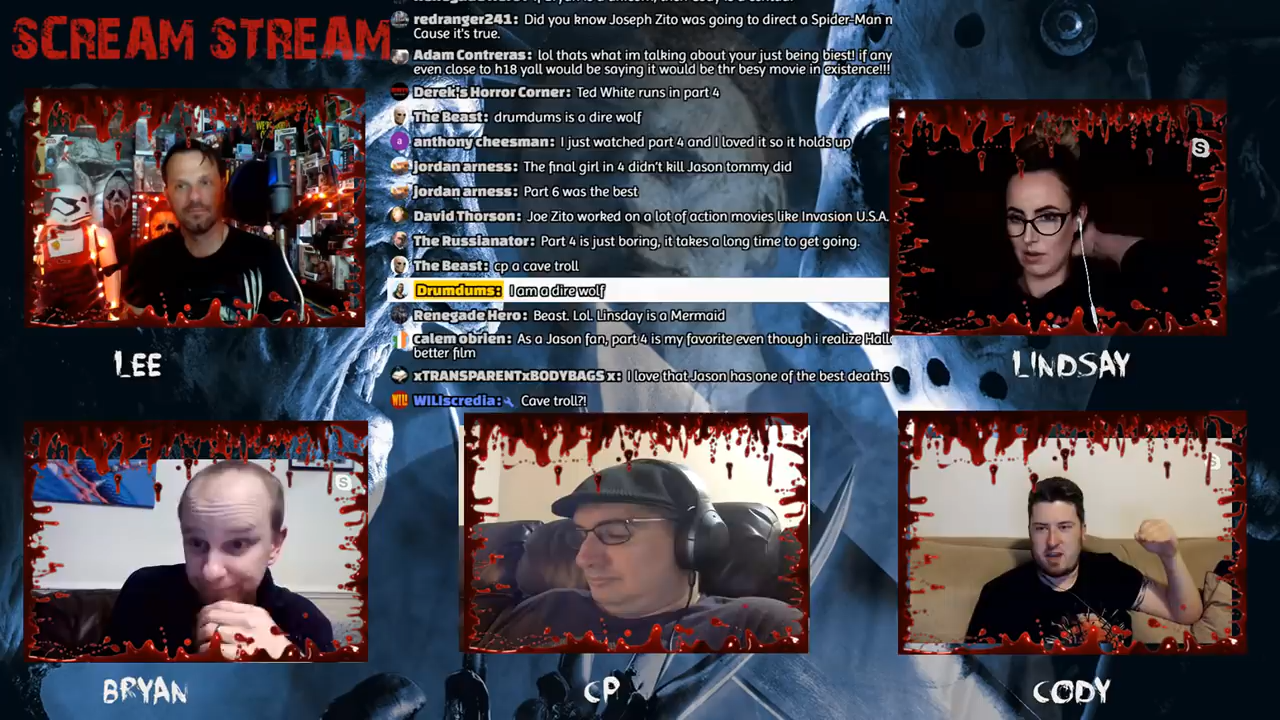 SCREAM STREAM
redranger241: Did you know Joseph Zito was going to direct a Spider-Man n
Cause it's true.
Adam Contreras: lol thats what im talking about your just being biest! if any
even close to h18 yall would be saying it would be thr besy movie in existence!!!
Derek's Horror Corner: Ted White runs in part 4
The Beast: drumdums is a dire wolf
a anthony cheesman: I just watched part 4 and I loved it so it holds up
jordan arness: The final girl in 4 didn't kill Jason tommy did
jordan arness: Part 6 was the best
David Thorson: Joe Zito worked on a lot of action movies like Invasion U.S.A.
The Russianator: Part 4 is just boring, it takes a long time to get going.
The Beast: cp a cave troll
Drumdums: I am a dire wolf
Renegade Hero: Beast. Lol. Linsday is a Mermaid
calem obrien: As a Jason fan, part 4 is my favorite even though i realize Hall
better film
xTRANSPARENTxBODYBAGS x: I love that Jason has one of the best deaths
WIL! WILIscredia: Cave troll?!
S
LEE
LINDSAY
S
S
BRYAN
CP
CODY